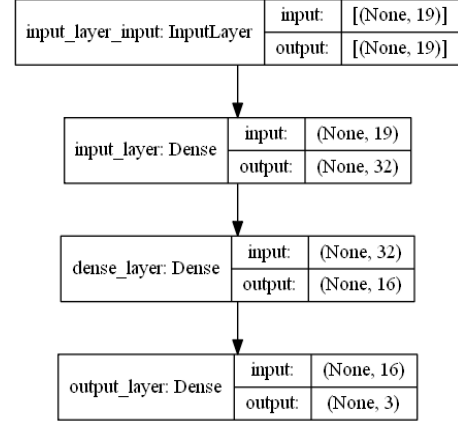 input_layer_input: InputLayer
input: [(None, 19)]
output: [(None, 19)]
input_layer: Dense
input: (None, 19)
output: (None, 32)
dense_layer: Dense
input: (None, 32)
output: (None, 16)
output_layer: Dense
input: (None, 16)
output: (None, 3)